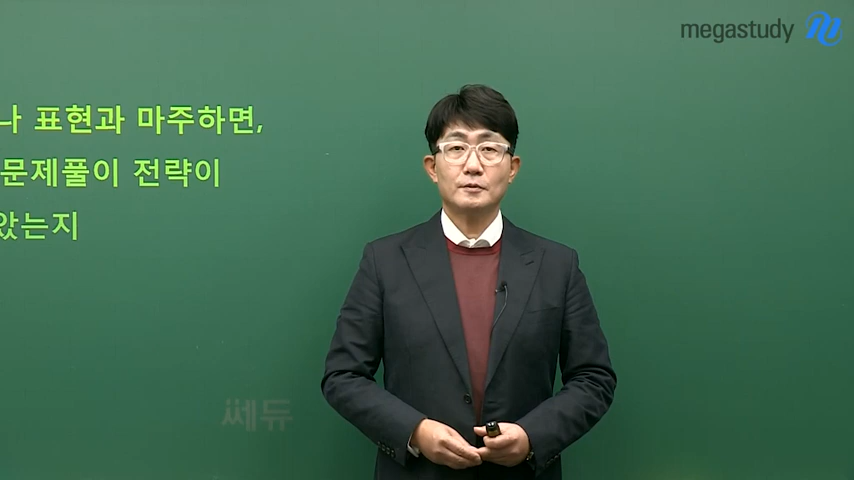 megastudy
나 표현과 마주하면,
문제풀이 전략이
았는지
쎄듀